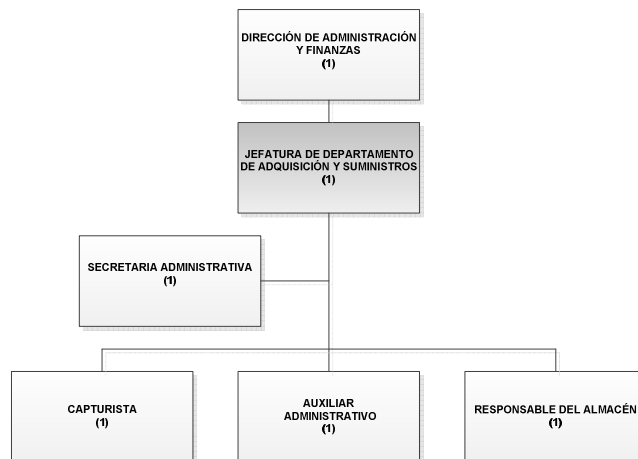 DIRECCIÓN DE ADMINISTRACIÓN
Y FINANZAS
(1)
JEFATURA DE DEPARTAMENTO
DE ADQUISICIÓN Y SUMINISTROS
(1)
SECRETARIA ADMINISTRATIVA
(1)
CAPTURISTA
(1)
AUXILIAR
ADMINISTRATIVO
(1)
RESPONSABLE DEL ALMACÉN
(1)